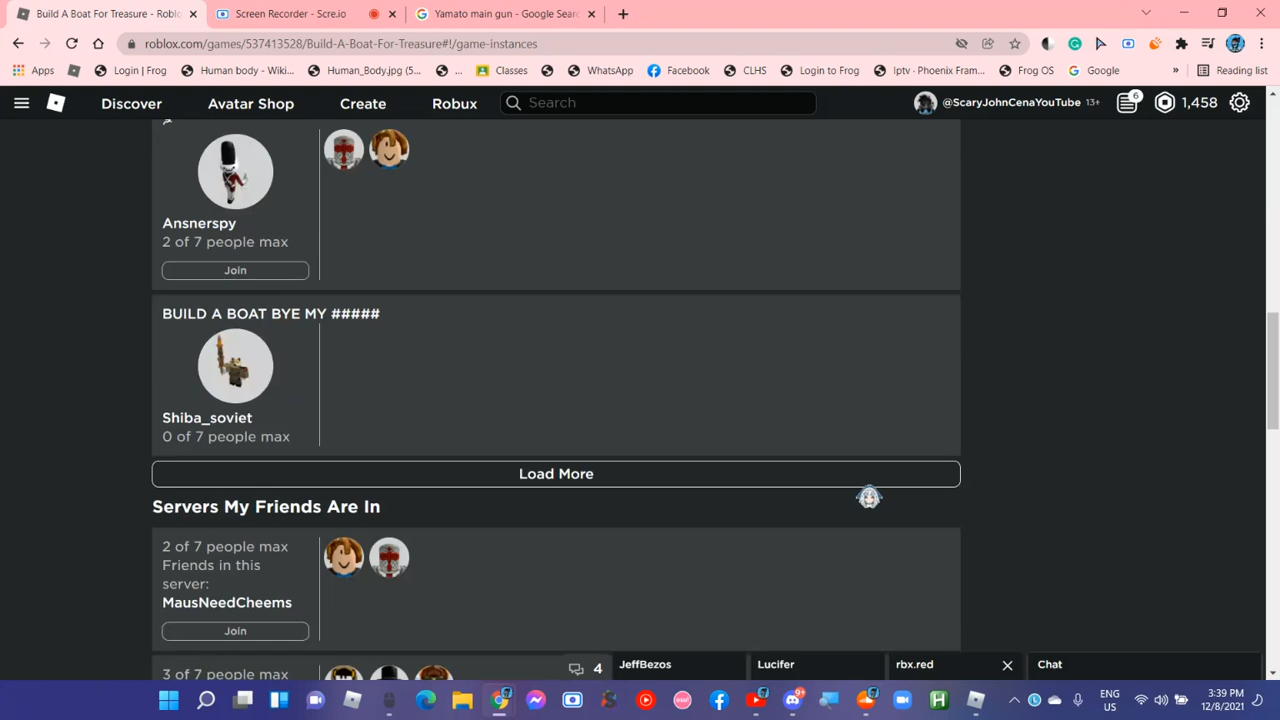 Build A Boat For Treasure - Roblo
Screen Recorder - Scre.io
Yamato main gun - Google Searc
roblox.com/games/537413528/Build-A-Boat-For-Treasure#!/game-instances
Apps
Login | Frog
Human body - Wiki...
Human_Body.jpg (5...
...
Classes
WhatsApp
Facebook
CLHS
Login to Frog
Iptv · Phoenix Fram...
Frog OS
Google
»
Reading list
Discover
Avatar Shop
Create
Robux
Search
@ScaryJohnCenaYouTube 13+
6
1,458
Ansnerspy
2 of 7 people max
Join
BUILD A BOAT BYE MY #####
Shiba_soviet
0 of 7 people max
Load More
Servers My Friends Are In
2 of 7 people max
Friends in this
server:
MausNeedCheems
Join
3 of 7 people max
4
JeffBezos
Lucifer
rbx.red
Chat
9+
ENG
US
3:39 PM
12/8/2021